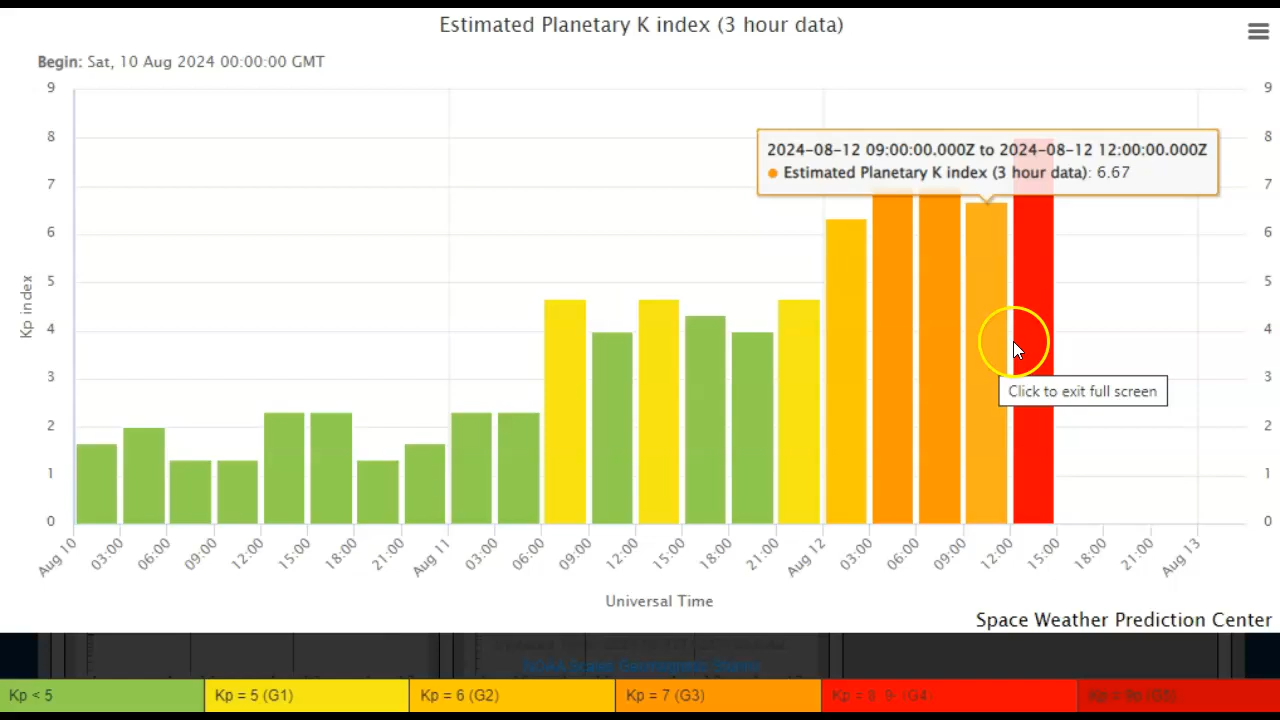 Estimated Planetary K index (3 hour data)
Begin: Sat, 10 Aug 2024 00:00:00 GMT
9 9
8 8
7 7
6 6
5 5
4 4
3 3
2 2
1 1
0 0
Kp index
2024-08-12 09:00:00.000Z to 2024-08-12 12:00:00.000Z
Estimated Planetary K index (3 hour data): 6.67
Click to exit full screen
Aug 10 03:00 06:00 09:00 12:00 15:00 18:00 21:00 Aug 11 03:00 06:00 09:00 12:00 15:00 18:00 21:00 Aug 12 03:00 06:00 09:00 12:00 15:00 18:00 21:00 Aug 13
Universal Time
Space Weather Prediction Center
NOAA Scales Geomagnetic Storms
Kp < 5 Kp = 5 (G1) Kp = 6 (G2) Kp = 7 (G3) Kp = 8, 9- (G4) Kp = 9o (G5)